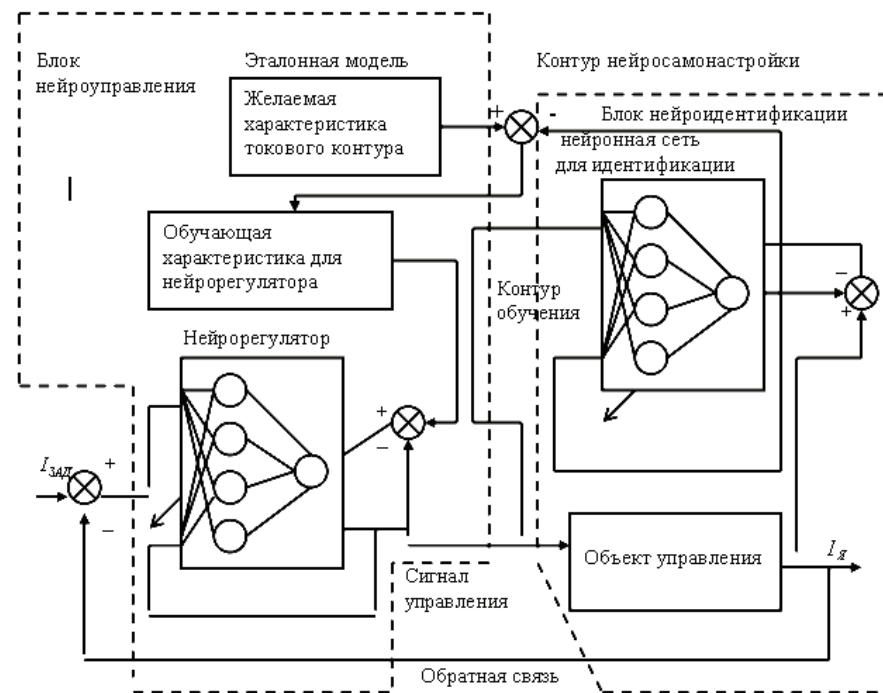 Блок
нейроуправления
Эталонная модель
Желаемая
характеристика
токового контура
+
-
Контур нейросамонастройки
Блок нейроидентификации
нейронная сеть
для идентификации
Обучающая
характеристика для
нейрорегулятора
Контур
обучения
–
+
Нейрорегулятор
+
–
I ЗАД
+
–
Объект управления
I Я
Сигнал
управления
Обратная связь